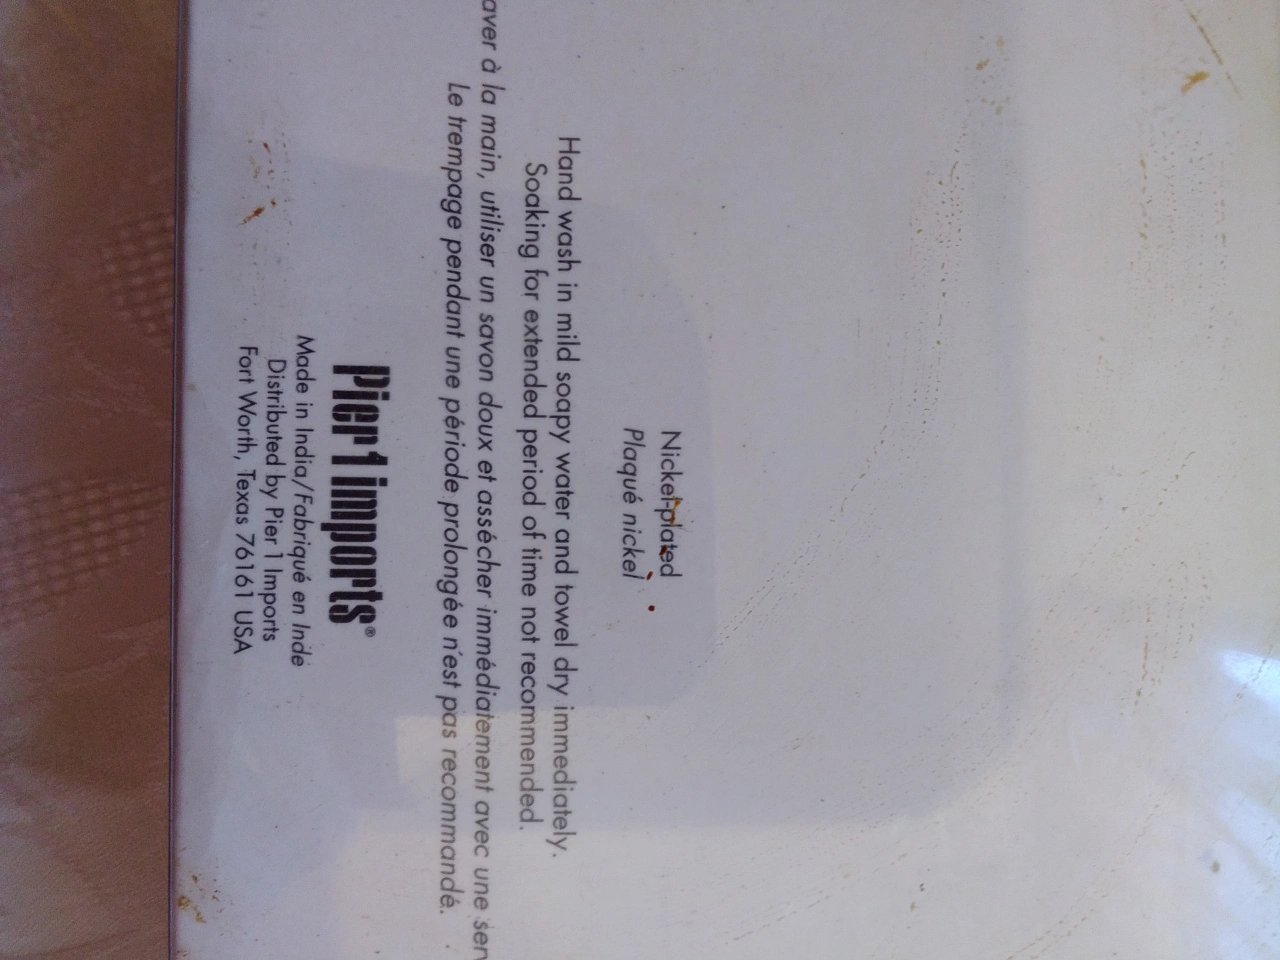 Nickel-plated
Plaqué nickel
Hand wash in mild soapy water and towel dry immediately.
Soaking for extended period of time not recommended.
aver à la main, utiliser un savon doux et assécher immédiatement avec une ser
Le trempage pendant une période prolongée n'est pas recommandé.
Pier 1 imports®
Made in India/Fabriqué en Inde
Distributed by Pier 1 Imports
Fort Worth, Texas 76161 USA